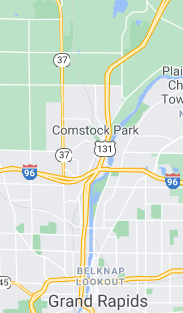 37
Plai
Ch
Tow
N
Comstock Park
131
37
96
96
BELKNAP
LOOKOUT
45
Grand Rapids